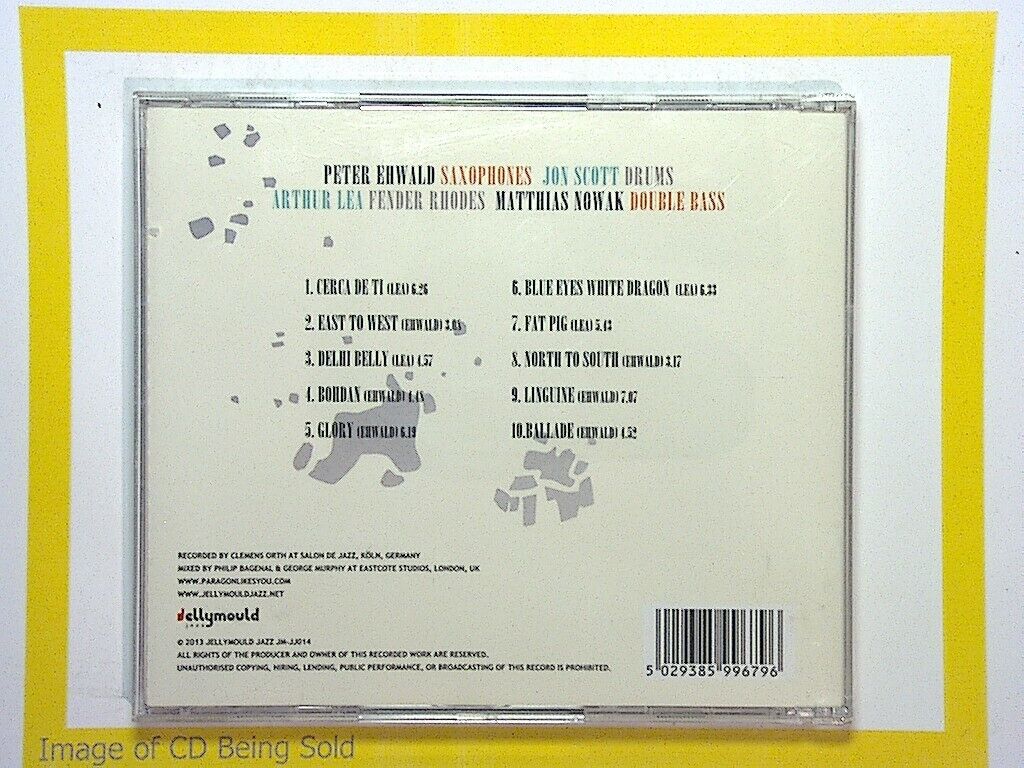 PETER EHWALD SAXOPHONES JON SCOTT DRUMS
ARTHUR LEA FENDER RHODES MATTHIAS NOWAK DOUBLE BASS
1. CERCA DE TI (LEA) 6.26
2. EAST TO WEST (EHWALD) 3.08
3. DELHI BELLY (LEA) 4.57
4. BOHDAN (EHWALD) 4.48
5. GLORY (EHWALD) 6.19
6. BLUE EYES WHITE DRAGON (LEA) 6.33
7. FAT PIG (LEA) 5.43
8. NORTH TO SOUTH (EHWALD) 3.17
9. LINGUINE (EHWALD) 7.07
10.BALLADE (EHWALD) 4.52
RECORDED BY CLEMENS ORTH AT SALON DE JAZZ, KÖLN, GERMANY
MIXED BY PHILIP BAGENAL & GEORGE MURPHY AT EASTCOTE STUDIOS, LONDON, UK
WWW.PARAGONLIKESYOU.COM
WWW.JELLYMOULDJAZZ.NET
Jellymould
jazz
© 2013 JELLYMOULD JAZZ JM-JJ014
ALL RIGHTS OF THE PRODUCER AND OWNER OF THIS RECORDED WORK ARE RESERVED.
UNAUTHORISED COPYING, HIRING, LENDING, PUBLIC PERFORMANCE, OR BROADCASTING OF THIS RECORD IS PROHIBITED.
5 029385 996796
Image of CD Being Sold